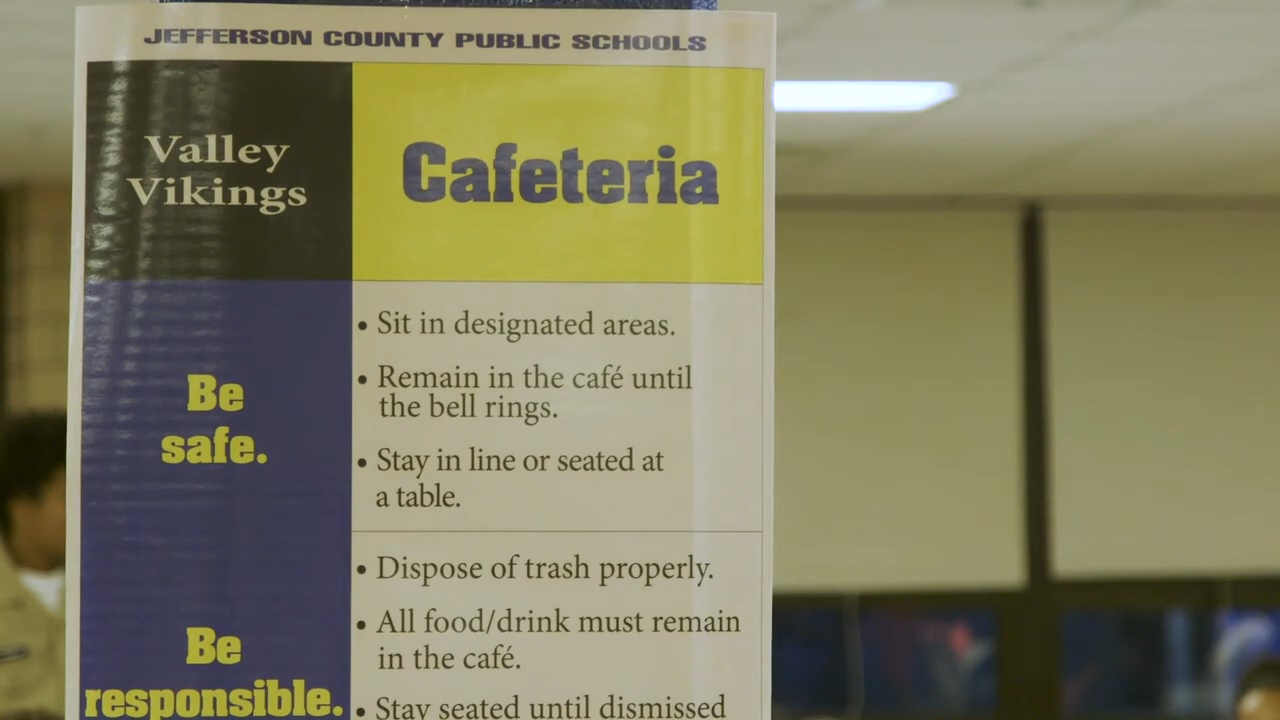 JEFFERSON COUNTY PUBLIC SCHOOLS
Valley
Vikings
Cafeteria
Be
safe.
• Sit in designated areas.
• Remain in the café until
the bell rings.
• Stay in line or seated at
a table.
Be
responsible.
• Dispose of trash properly.
• All food/drink must remain
in the café.
• Stay seated until dismissed